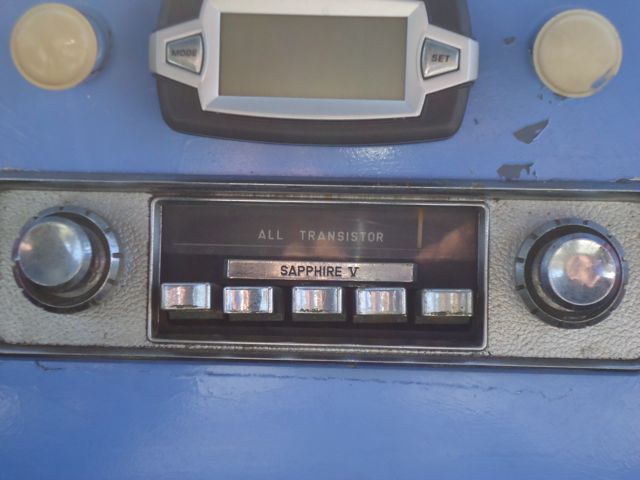 MODE
SET
ALL TRANSISTOR
SAPPHIRE V